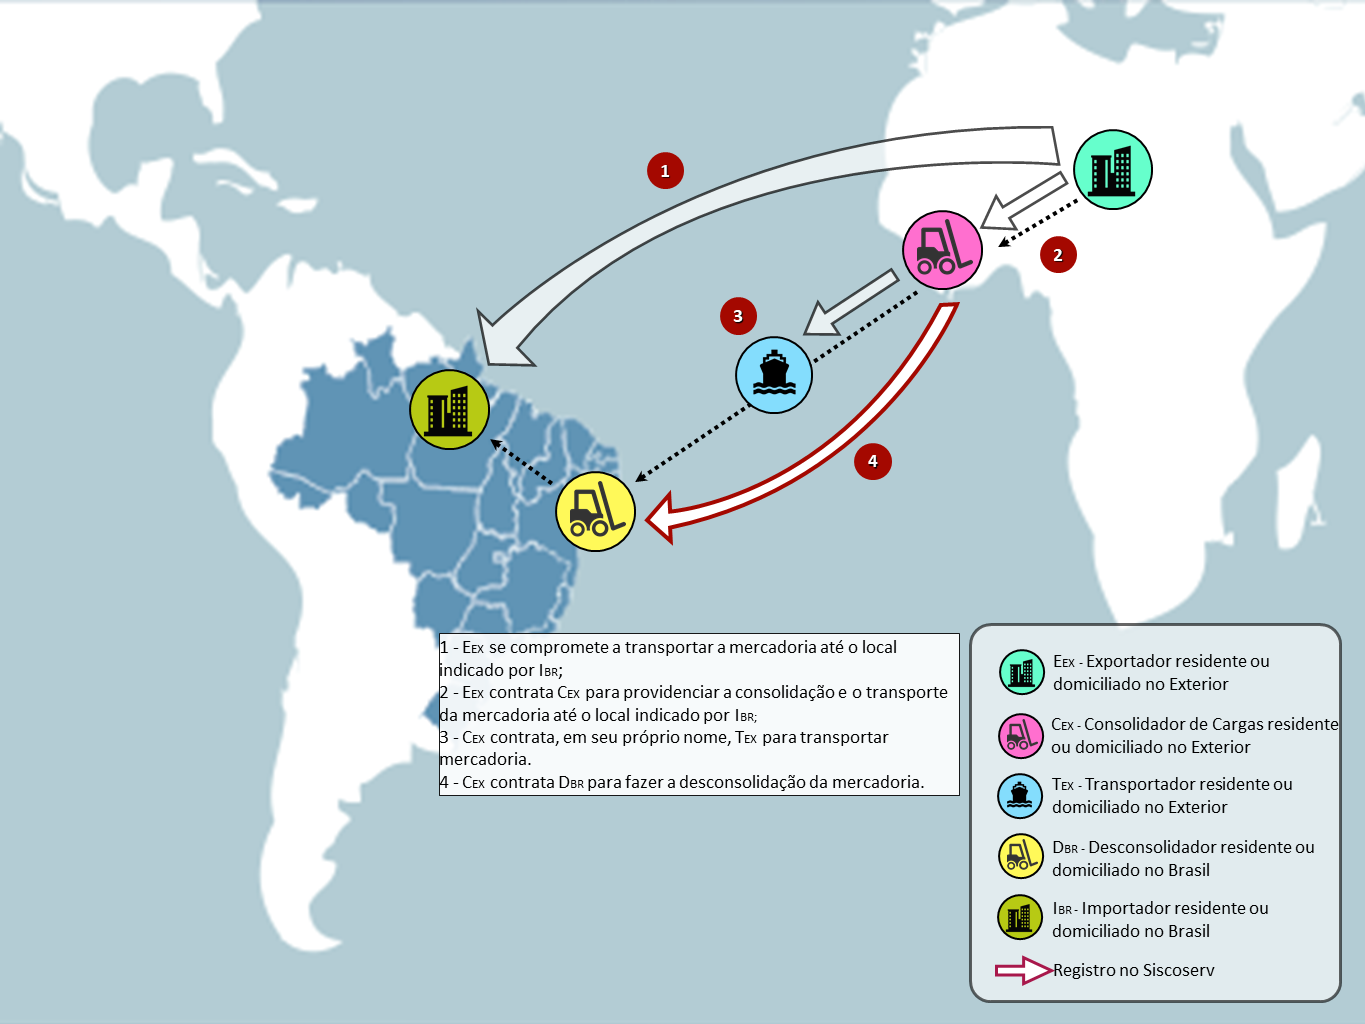 1
2
3
4
1 - EEX se compromete a transportar a mercadoria até o local
indicado por IBR;
2 - EEX contrata CEX para providenciar a consolidação e o transporte
da mercadoria até o local indicado por IBR;
3 - CEX contrata, em seu próprio nome, TEX para transportar
mercadoria.
4 - CEX contrata DBR para fazer a desconsolidação da mercadoria.
EEX - Exportador residente ou
domiciliado no Exterior
CEX - Consolidador de Cargas residente
ou domiciliado no Exterior
TEX - Transportador residente ou
domiciliado no Exterior
DBR - Desconsolidador residente ou
domiciliado no Brasil
IBR - Importador residente ou
domiciliado no Brasil
Registro no Siscoserv